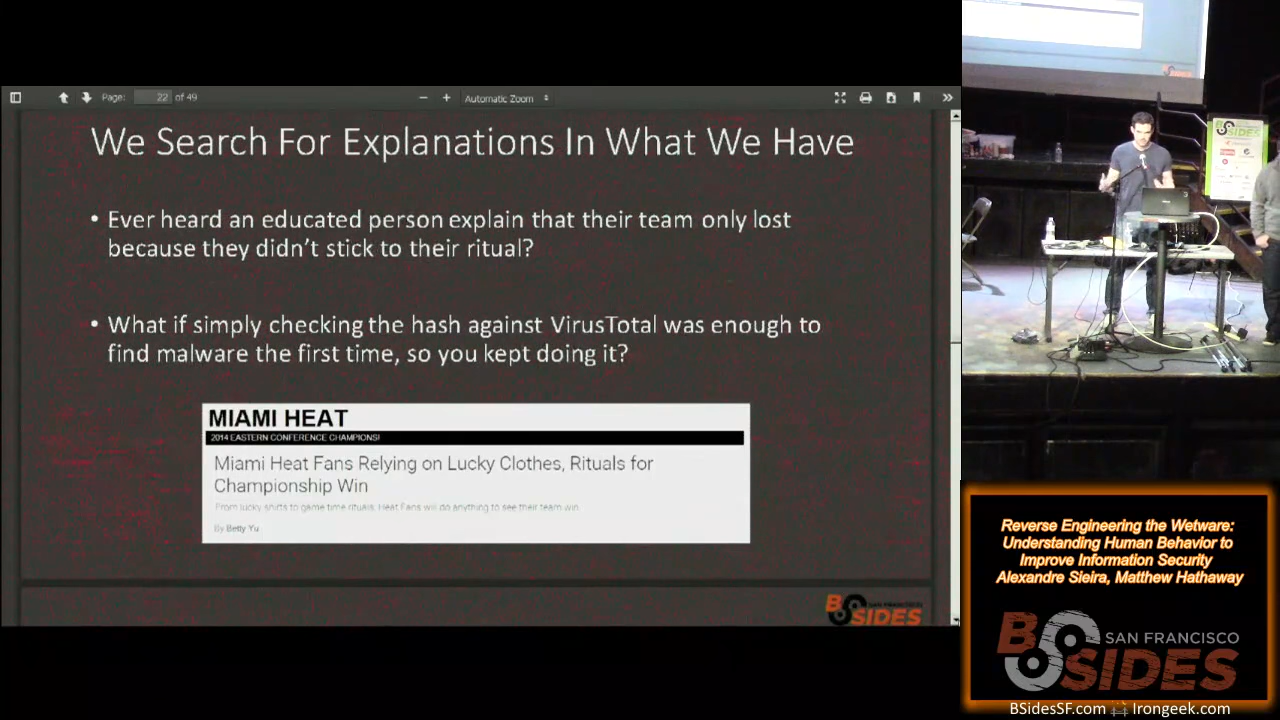 Page: 22 of 49
Automatic Zoom
We Search For Explanations In What We Have
• Ever heard an educated person explain that their team only lost
because they didn't stick to their ritual?
• What if simply checking the hash against VirusTotal was enough to
find malware the first time, so you kept doing it?
MIAMI HEAT
2014 EASTERN CONFERENCE CHAMPIONS!
Miami Heat Fans Relying on Lucky Clothes, Rituals for
Championship Win
From lucky shirts to game time rituals, Heat Fans will do anything to see their team win.
By Betty Yu
BSIDES
SAN FRANCISCO
BSIDES
Reverse Engineering the Wetware:
Understanding Human Behavior to
Improve Information Security
Alexandre Sieira, Matthew Hathaway
BSIDES
SAN FRANCISCO
BSidesSF.com Irongeek.com